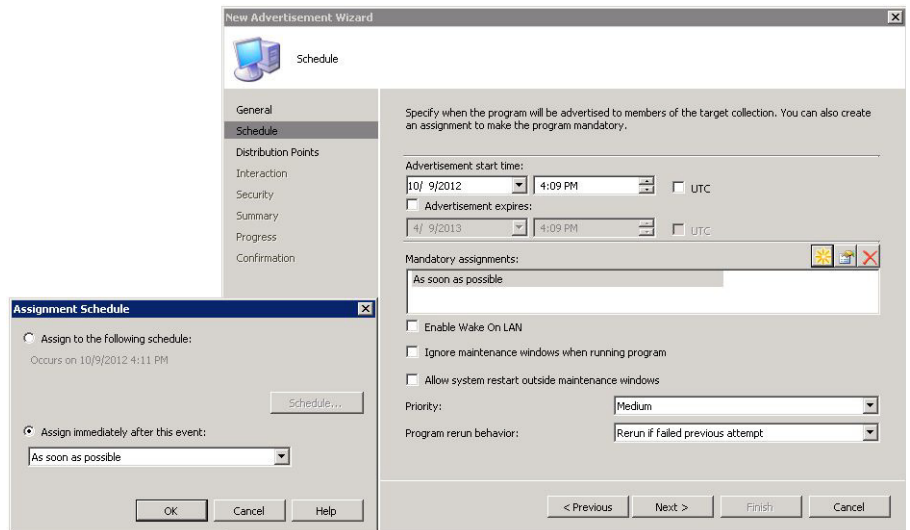 New Advertisement Wizard
Schedule
General
Schedule
Distribution Points
Interaction
Security
Summary
Progress
Confirmation
Specify when the program will be advertised to members of the target collection. You can also create
an assignment to make the program mandatory.
Advertisement start time:
10/ 9/2012 4:09 PM UTC
Advertisement expires:
4/ 9/2013 4:09 PM UTC
Mandatory assignments:
As soon as possible
Enable Wake On LAN
Ignore maintenance windows when running program
Allow system restart outside maintenance windows
Priority: Medium
Program rerun behavior: Rerun if failed previous attempt
< Previous Next > Finish Cancel
Assignment Schedule
Assign to the following schedule:
Occurs on 10/9/2012 4:11 PM
Schedule...
Assign immediately after this event:
As soon as possible
OK Cancel Help